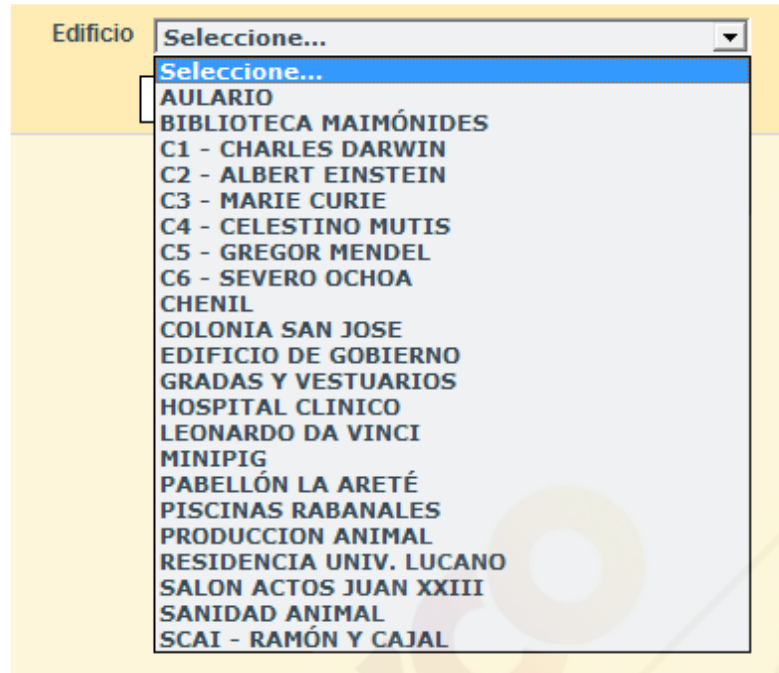 Edificio Seleccione...
Seleccione...
AULARIO
BIBLIOTECA MAIMÓNIDES
C1 - CHARLES DARWIN
C2 - ALBERT EINSTEIN
C3 - MARIE CURIE
C4 - CELESTINO MUTIS
C5 - GREGOR MENDEL
C6 - SEVERO OCHOA
CHENIL
COLONIA SAN JOSE
EDIFICIO DE GOBIERNO
GRADAS Y VESTUARIOS
HOSPITAL CLINICO
LEONARDO DA VINCI
MINIPIG
PABELLÓN LA ARETÉ
PISCINAS RABANALES
PRODUCCION ANIMAL
RESIDENCIA UNIV. LUCANO
SALON ACTOS JUAN XXIII
SANIDAD ANIMAL
SCAI - RAMÓN Y CAJAL